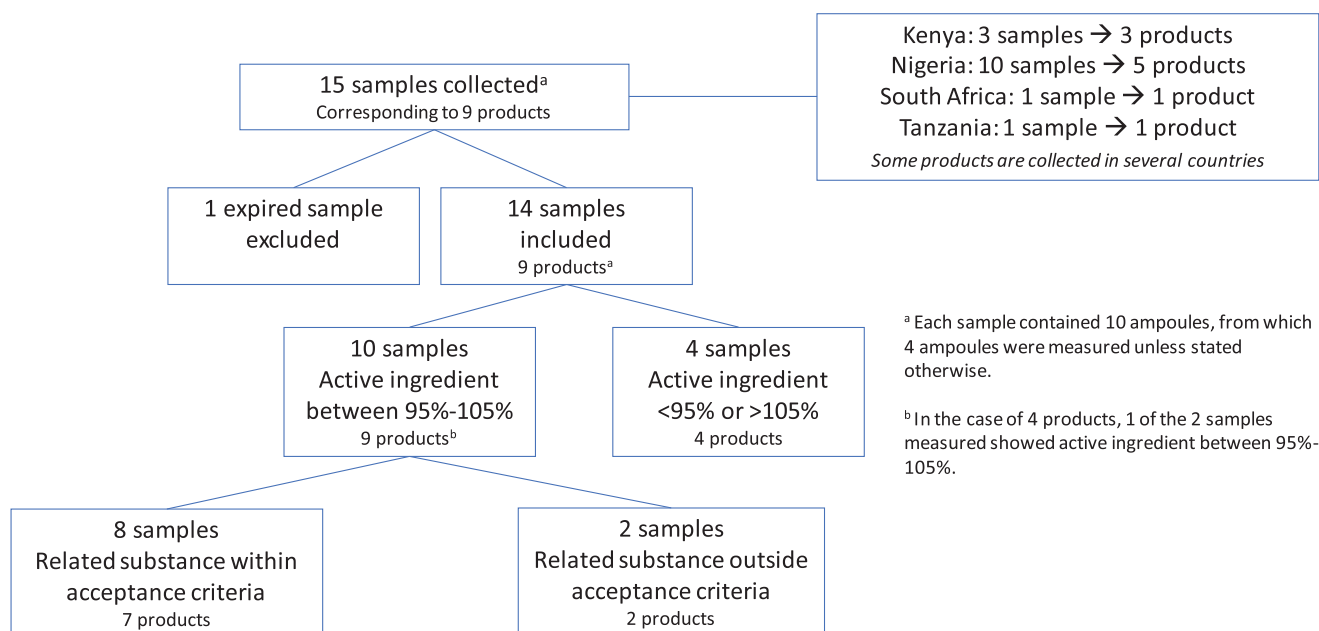 15 samples collectedᵃ
Corresponding to 9 products
Kenya: 3 samples → 3 products
Nigeria: 10 samples → 5 products
South Africa: 1 sample → 1 product
Tanzania: 1 sample → 1 product
Some products are collected in several countries
1 expired sample
excluded
14 samples
included
9 productsᵃ
10 samples
Active ingredient
between 95%-105%
9 productsᵇ
4 samples
Active ingredient
<95% or >105%
4 products
ᵃ Each sample contained 10 ampoules, from which
4 ampoules were measured unless stated
otherwise.
ᵇ In the case of 4 products, 1 of the 2 samples
measured showed active ingredient between 95%-
105%.
8 samples
Related substance within
acceptance criteria
7 products
2 samples
Related substance outside
acceptance criteria
2 products